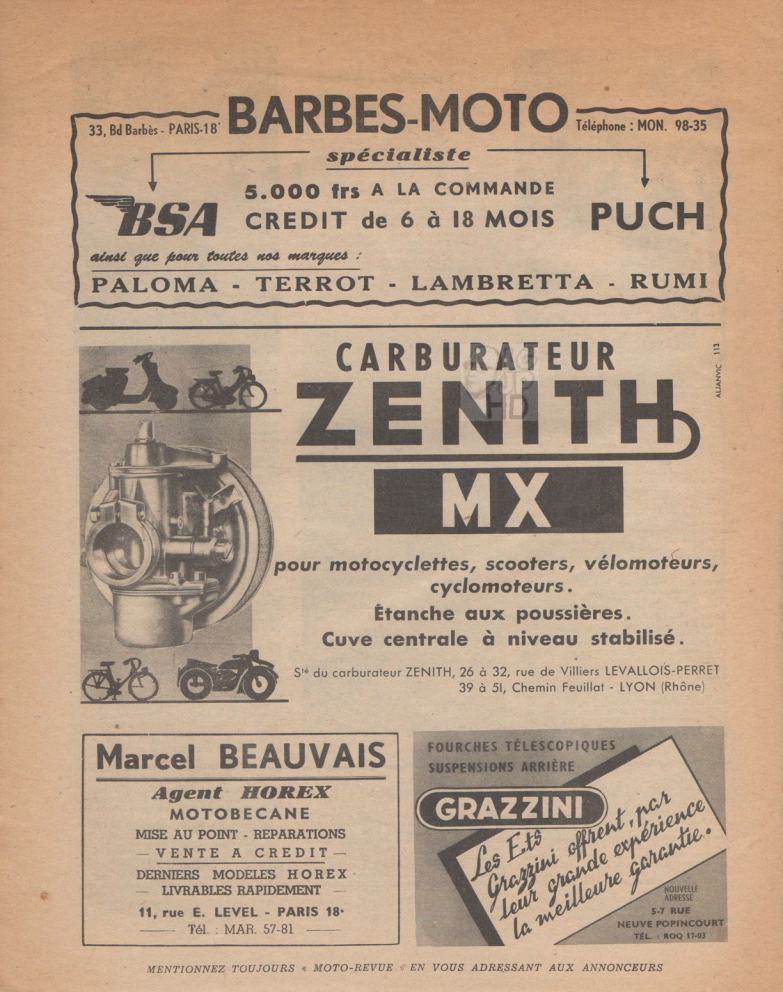 BARBES-MOTO
33, Bd Barbès - PARIS-18ᵉ
Téléphone : MON. 98-35
spécialiste
BSA
5.000 frs A LA COMMANDE
CREDIT de 6 à 18 MOIS
PUCH
ainsi que pour toutes nos marques :
PALOMA - TERROT - LAMBRETTA - RUMI
CARBURATEUR
ZENITH
MX
ALJANVIC 113
pour motocyclettes, scooters, vélomoteurs,
cyclomoteurs.
Étanche aux poussières.
Cuve centrale à niveau stabilisé.
Sté du carburateur ZENITH, 26 à 32, rue de Villiers LEVALLOIS-PERRET
39 à 51, Chemin Feuillat - LYON (Rhône)
Marcel BEAUVAIS
Agent HOREX
MOTOBECANE
MISE AU POINT - REPARATIONS
— VENTE A CREDIT —
DERNIERS MODELES HOREX
— LIVRABLES RAPIDEMENT —
11, rue E. LEVEL - PARIS 18ᵉ
Tél. : MAR. 57-81
FOURCHES TÉLESCOPIQUES
SUSPENSIONS ARRIÈRE
GRAZZINI
Les Ets
Grazzini offrent, par
leur grande expérience
la meilleure garantie.
NOUVELLE
ADRESSE
5-7 RUE
NEUVE POPINCOURT
TÉL. : ROQ 17-03
MENTIONNEZ TOUJOURS « MOTO-REVUE » EN VOUS ADRESSANT AUX ANNONCEURS